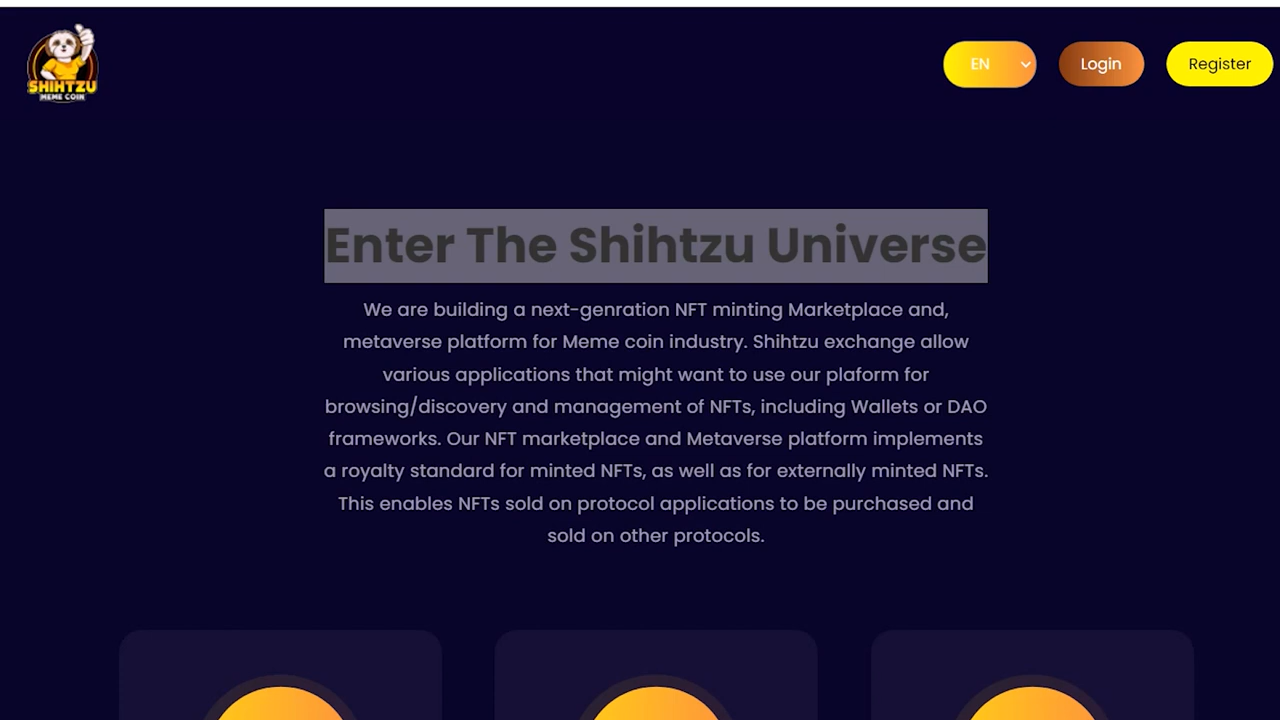 SHIHTZU
MEME COIN
EN
Login
Register
Enter The Shihtzu Universe
We are building a next-genration NFT minting Marketplace and,
metaverse platform for Meme coin industry. Shihtzu exchange allow
various applications that might want to use our plaform for
browsing/discovery and management of NFTs, including Wallets or DAO
frameworks. Our NFT marketplace and Metaverse platform implements
a royalty standard for minted NFTs, as well as for externally minted NFTs.
This enables NFTs sold on protocol applications to be purchased and
sold on other protocols.